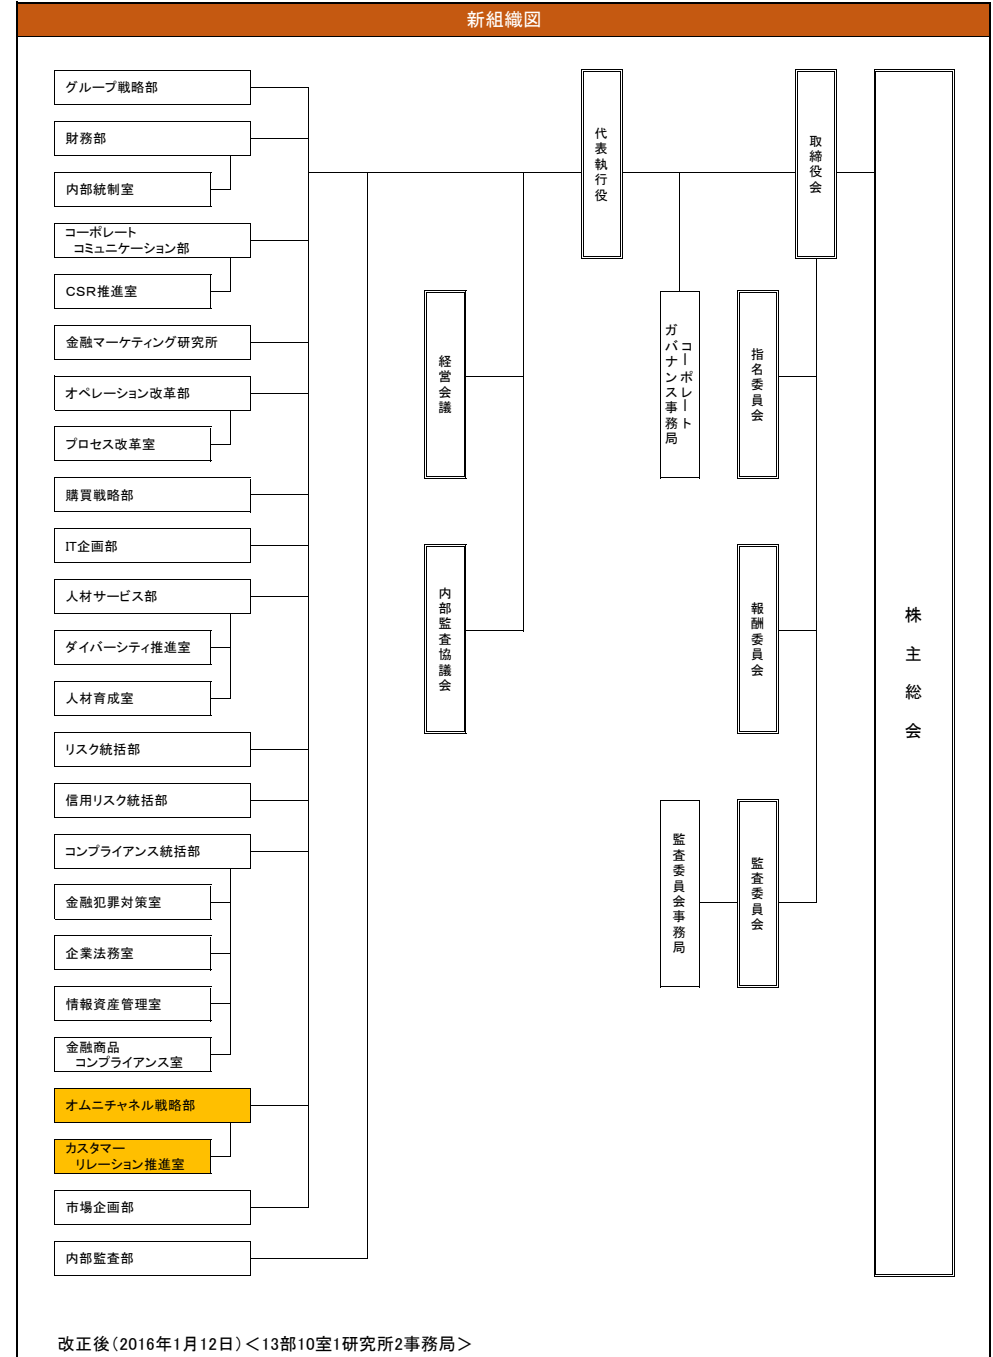 新組織図
グループ戦略部
財務部
内部統制室
コーポレート
コミュニケーション部
CSR推進室
金融マーケティング研究所
オペレーション改革部
プロセス改革室
購買戦略部
IT企画部
人材サービス部
ダイバーシティ推進室
人材育成室
リスク統括部
信用リスク統括部
コンプライアンス統括部
金融犯罪対策室
企業法務室
情報資産管理室
金融商品
コンプライアンス室
オムニチャネル戦略部
カスタマー
リレーション推進室
市場企画部
内部監査部
経営会議
内部監査協議会
代表執行役
コーポレート
ガバナンス事務局
監査委員会事務局
取締役会
指名委員会
報酬委員会
監査委員会
株主総会
改正後(2016年1月12日)<13部10室1研究所2事務局>